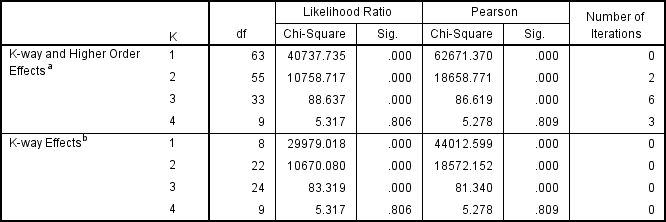 Likelihood Ratio Pearson Number of
K df Chi-Square Sig. Chi-Square Sig. Iterations
K-way and Higher Order 1 63 40737.735 .000 62671.370 .000 0
Effects a 2 55 10758.717 .000 18658.771 .000 2
3 33 88.637 .000 86.619 .000 6
4 9 5.317 .806 5.278 .809 3
K-way Effects b 1 8 29979.018 .000 44012.599 .000 0
2 22 10670.080 .000 18572.152 .000 0
3 24 83.319 .000 81.340 .000 0
4 9 5.317 .806 5.278 .809 0